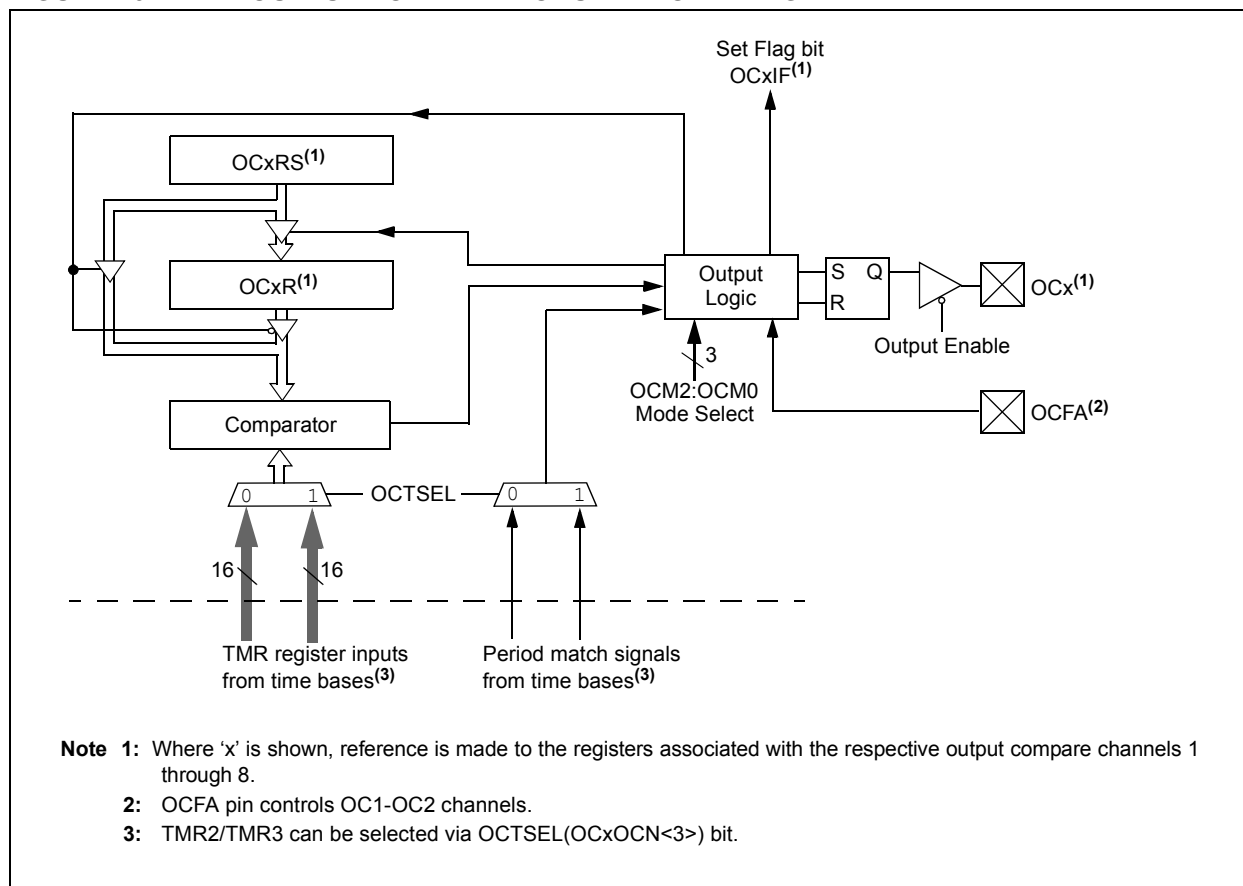 Set Flag bit
OCxIF(1)
OCxRS(1)
OCxR(1)
Output
Logic
S Q
R
OCx(1)
Output Enable
3
OCM2:OCM0
Mode Select
OCFA(2)
Comparator
0 1
OCTSEL
0 1
16
16
TMR register inputs
from time bases(3)
Period match signals
from time bases(3)
Note 1: Where ‘x’ is shown, reference is made to the registers associated with the respective output compare channels 1
through 8.
2: OCFA pin controls OC1-OC2 channels.
3: TMR2/TMR3 can be selected via OCTSEL(OCxOCN<3>) bit.